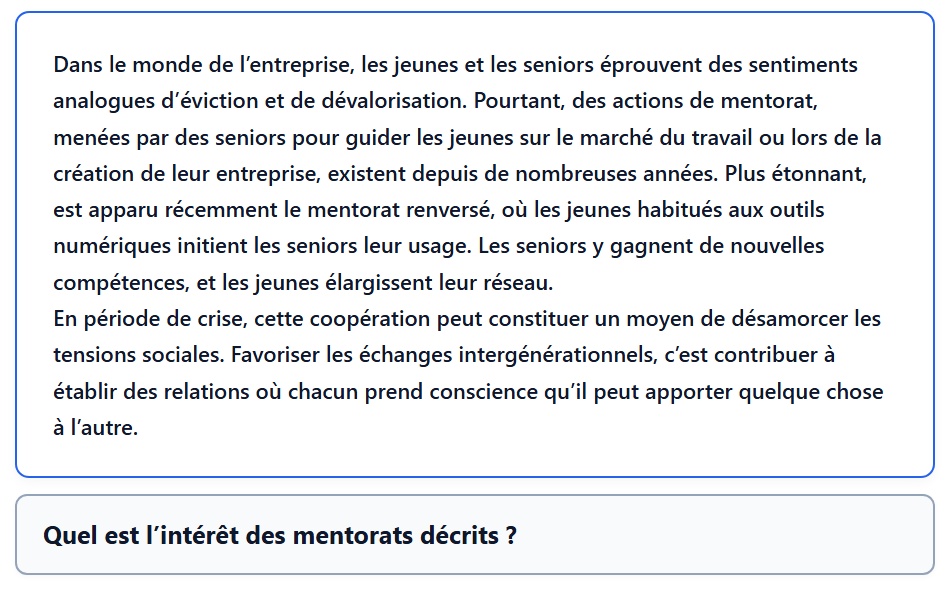 Dans le monde de l’entreprise, les jeunes et les seniors éprouvent des sentiments
analogues d’éviction et de dévalorisation. Pourtant, des actions de mentorat,
menées par des seniors pour guider les jeunes sur le marché du travail ou lors de la
création de leur entreprise, existent depuis de nombreuses années. Plus étonnant,
est apparu récemment le mentorat renversé, où les jeunes habitués aux outils
numériques initient les seniors leur usage. Les seniors y gagnent de nouvelles
compétences, et les jeunes élargissent leur réseau.
En période de crise, cette coopération peut constituer un moyen de désamorcer les
tensions sociales. Favoriser les échanges intergénérationnels, c’est contribuer à
établir des relations où chacun prend conscience qu’il peut apporter quelque chose
à l’autre.
Quel est l’intérêt des mentorats décrits ?